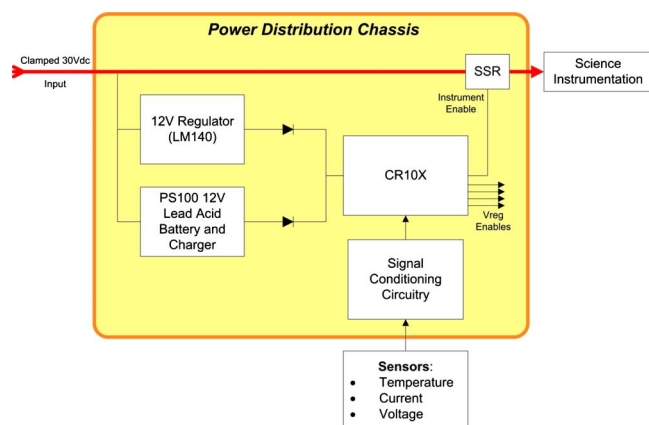 Power Distribution Chassis
Clamped 30Vdc
Input
SSR
Science
Instrumentation
Instrument
Enable
12V Regulator
(LM140)
CR10X
PS100 12V
Lead Acid
Battery and
Charger
Vreg
Enables
Signal
Conditioning
Circuitry
Sensors:
• Temperature
• Current
• Voltage